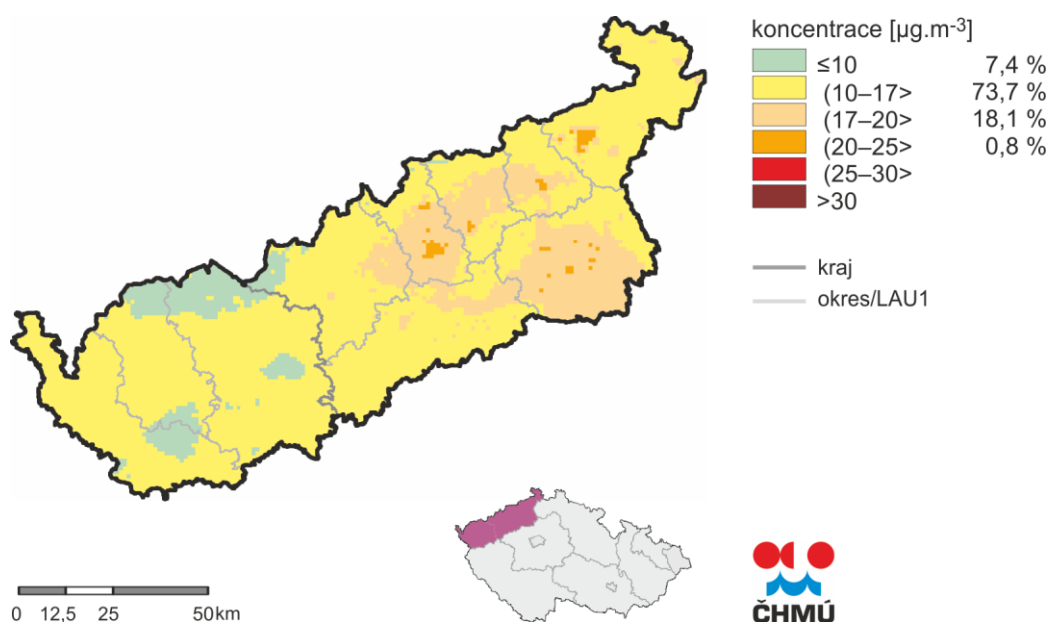 koncentrace [µg.m-3]
≤10 7,4 %
(10–17> 73,7 %
(17–20> 18,1 %
(20–25> 0,8 %
(25–30>
>30
kraj
okres/LAU1
0 12,5 25 50km
ČHMÚ